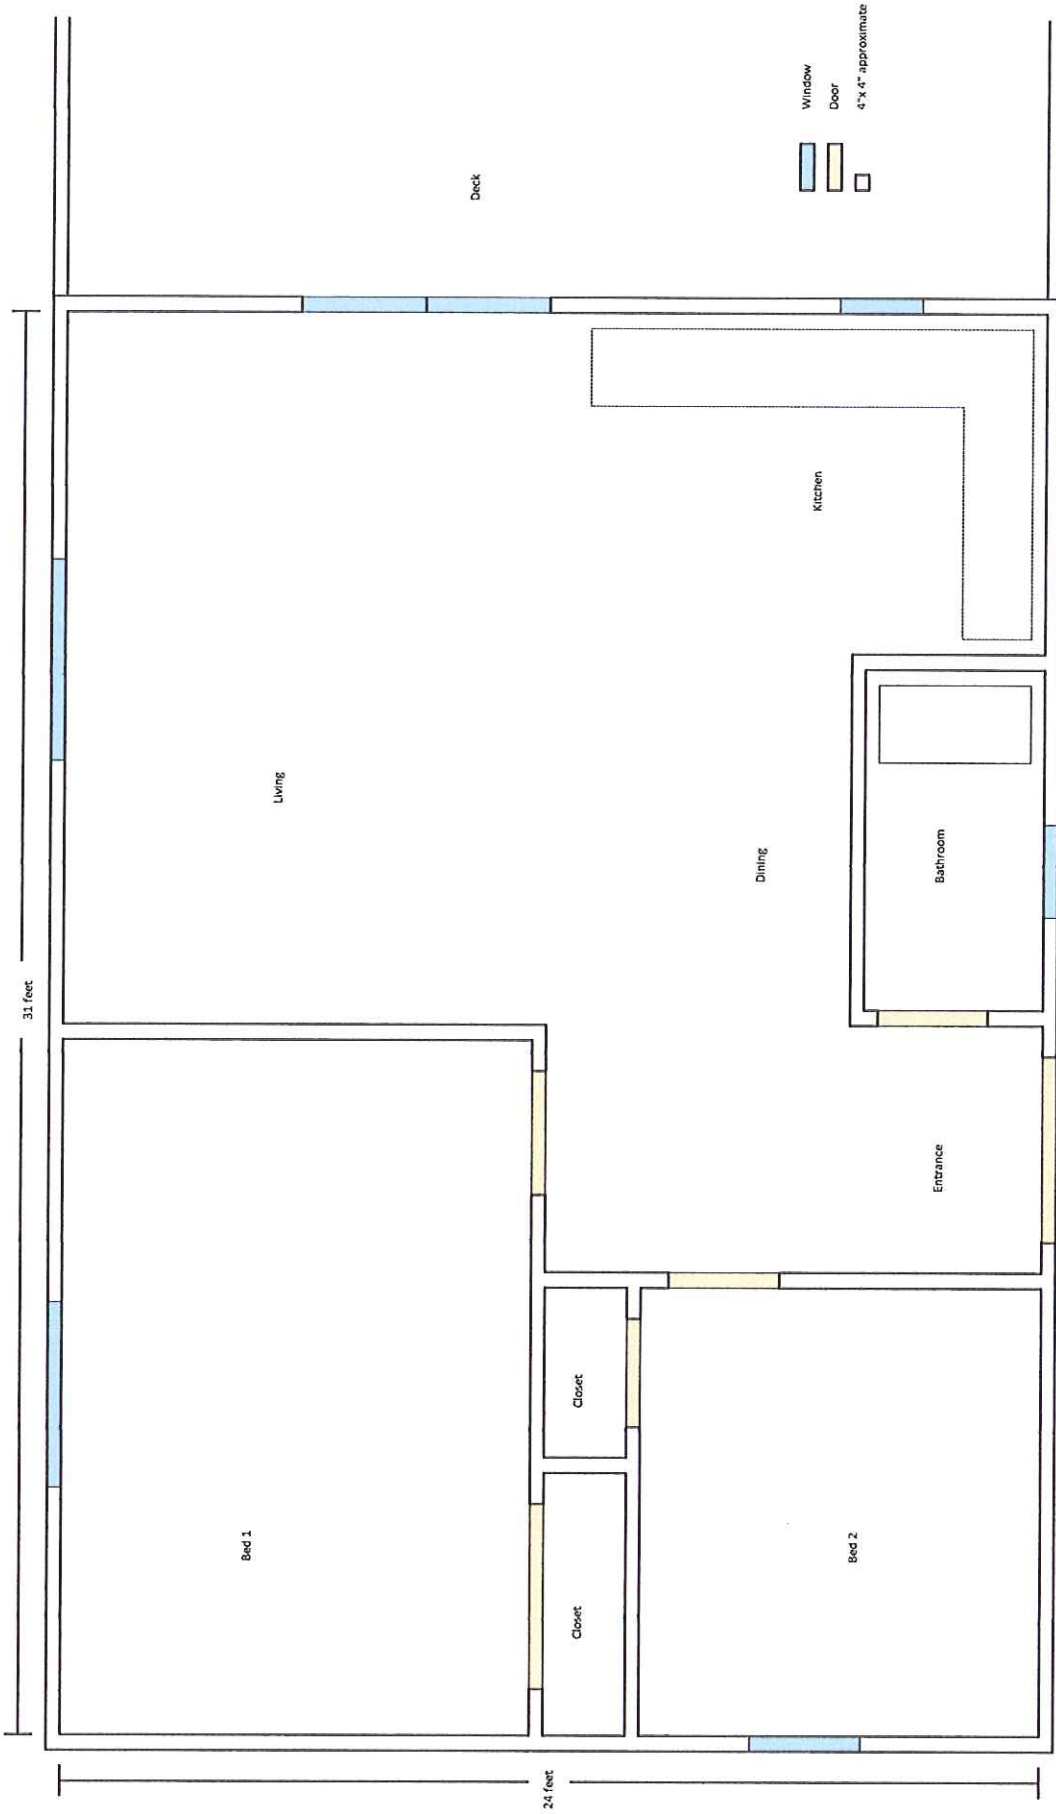 31 feet
24 feet
Bed 1
Living
Deck
Closet
Closet
Dining
Bed 2
Entrance
Bathroom
Kitchen
Window
Door
4"x 4" approximate